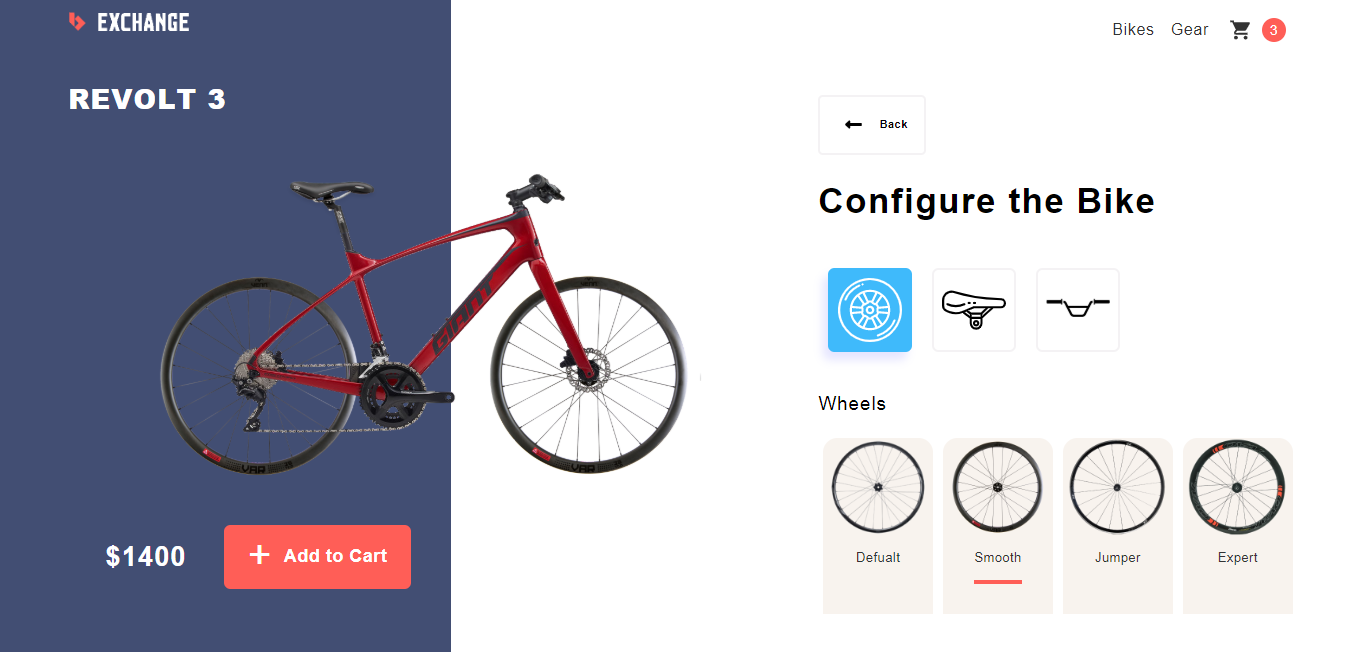 EXCHANGE
Bikes Gear 3
REVOLT 3
Back
Configure the Bike
GIANT
Wheels
Defualt Smooth Jumper Expert
$1400
+ Add to Cart